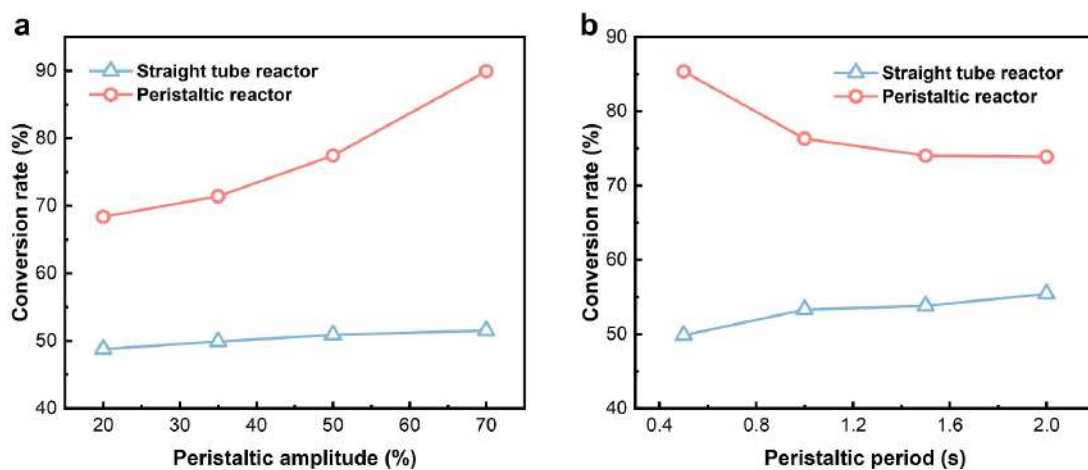 a
Straight tube reactor
Peristaltic reactor
Conversion rate (%)
90
80
70
60
50
40
20 30 40 50 60 70
Peristaltic amplitude (%)
b
Straight tube reactor
Peristaltic reactor
Conversion rate (%)
90
80
70
60
50
40
0.4 0.8 1.2 1.6 2.0
Peristaltic period (s)